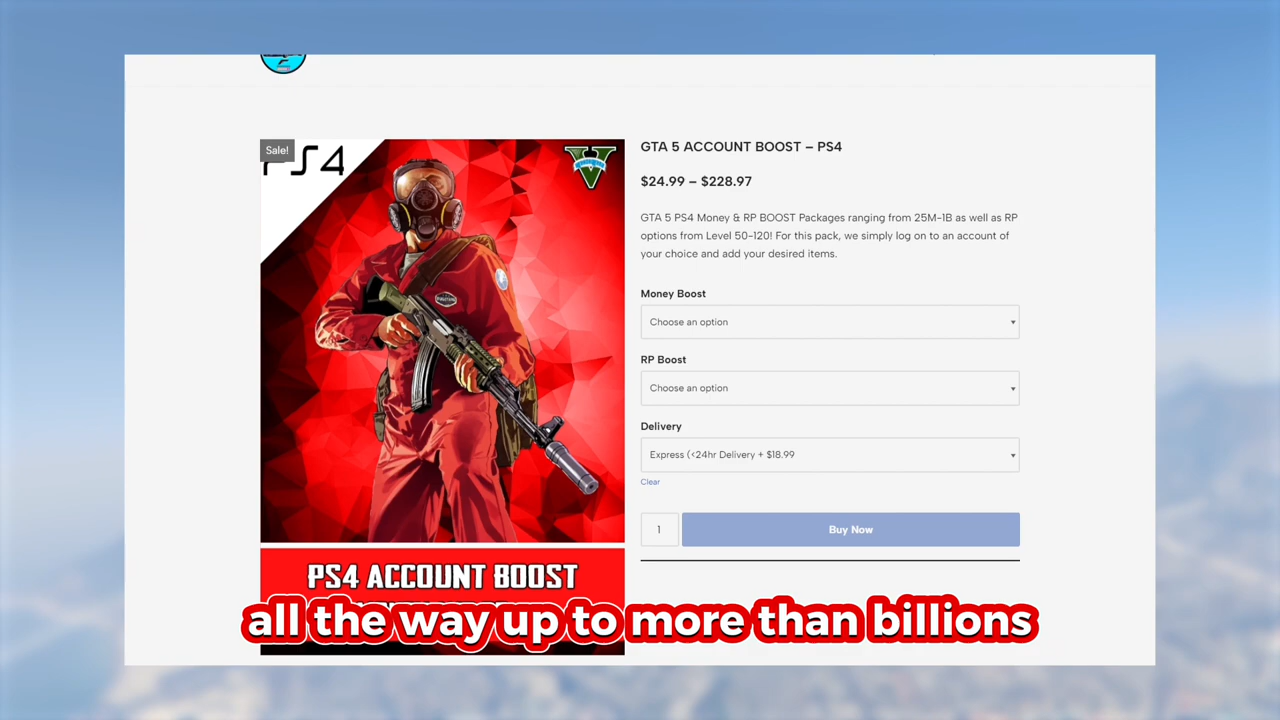 Sale!
PS4
GTA 5 ACCOUNT BOOST – PS4
$24.99 – $228.97
GTA 5 PS4 Money & RP BOOST Packages ranging from 25M-1B as well as RP
options from Level 50-120! For this pack, we simply log on to an account of
your choice and add your desired items.
Money Boost
Choose an option
RP Boost
Choose an option
Delivery
Express (<24hr Delivery + $18.99
Clear
1
Buy Now
PS4 ACCOUNT BOOST
all the way up to more than billions